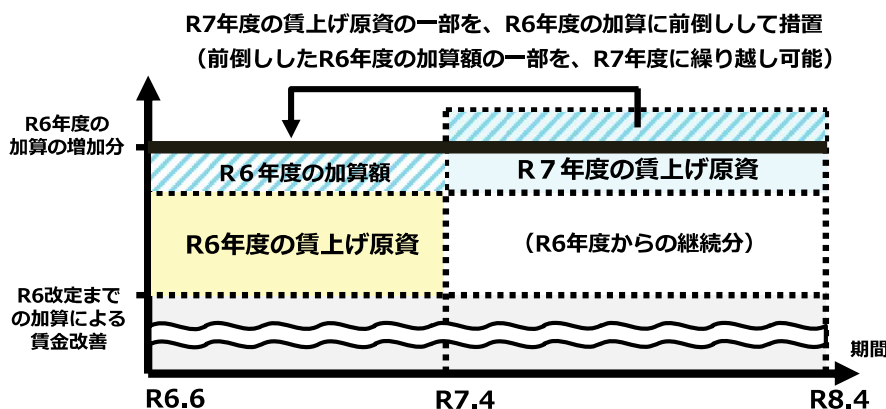 R7年度の賃上げ原資の一部を、R6年度の加算に前倒しして措置
（前倒ししたR6年度の加算額の一部を、R7年度に繰り越し可能）
R6年度の
加算の増加分
R６年度の加算額
R７年度の賃上げ原資
R6年度の賃上げ原資
（R6年度からの継続分）
R6改定まで
の加算による
賃金改善
期間
R6.6
R7.4
R8.4